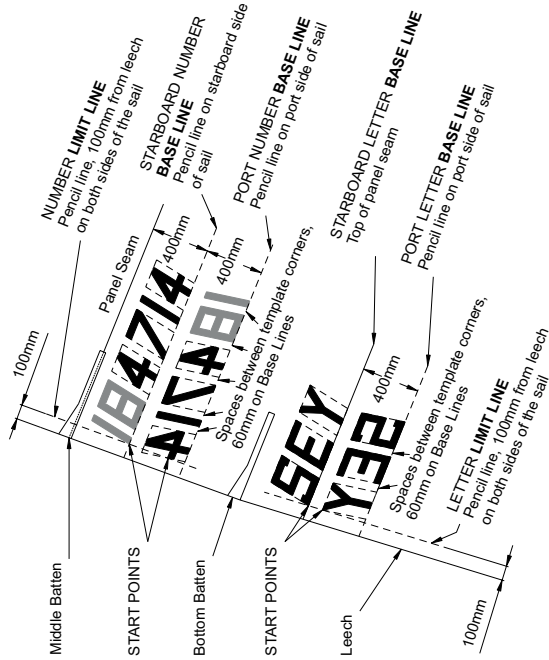 100mm
NUMBER LIMIT LINE
Pencil line, 100mm from leech
on both sides of the sail
Panel Seam
400mm
STARBOARD NUMBER
BASE LINE
Pencil line on starboard side
of sail
400mm
PORT NUMBER BASE LINE
Pencil line on port side of sail
184714
417481
Spaces between template corners,
60mm on Base Lines
Middle Batten
START POINTS
Bottom Batten
START POINTS
Leech
SEY
Y32
400mm
STARBOARD LETTER BASE LINE
Top of panel seam
PORT LETTER BASE LINE
Pencil line on port side of sail
Spaces between template corners,
60mm on Base Lines
LETTER LIMIT LINE
Pencil line, 100mm from leech
on both sides of the sail
100mm